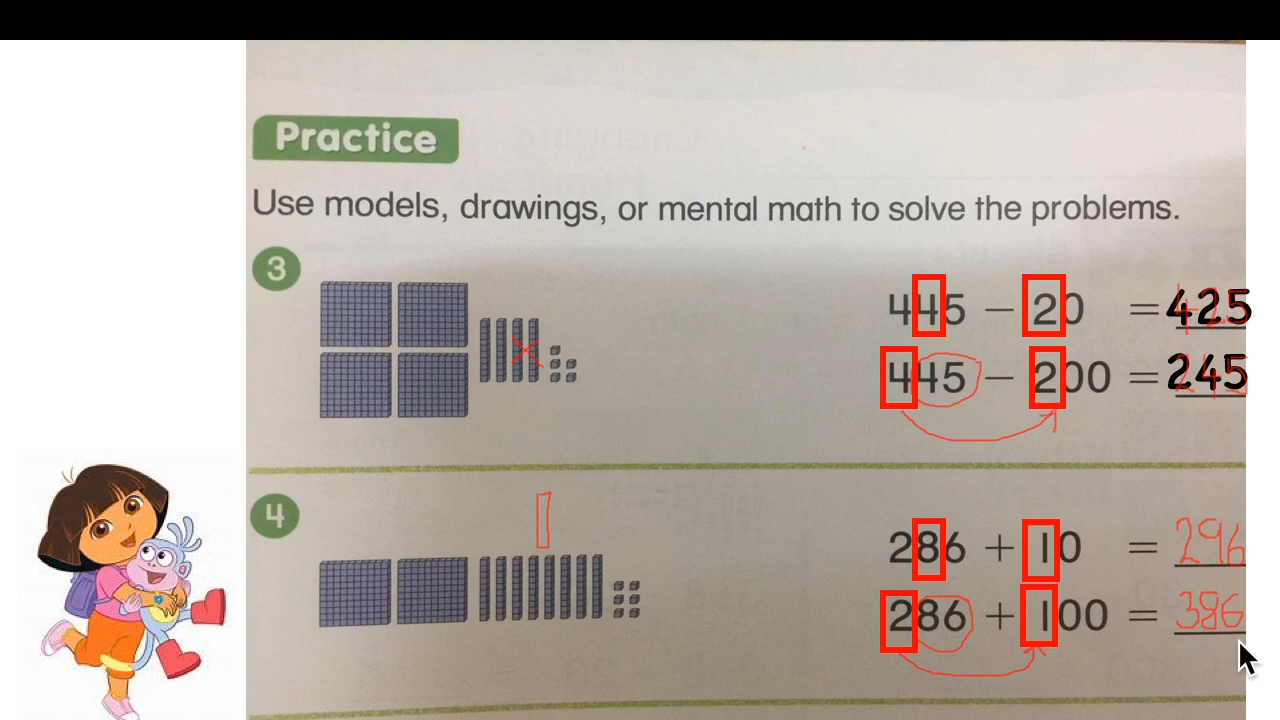 Practice
Use models, drawings, or mental math to solve the problems.
3
445 − 20 = 425
445 − 200 = 245
4
286 + 10 = 296
286 + 100 = 386